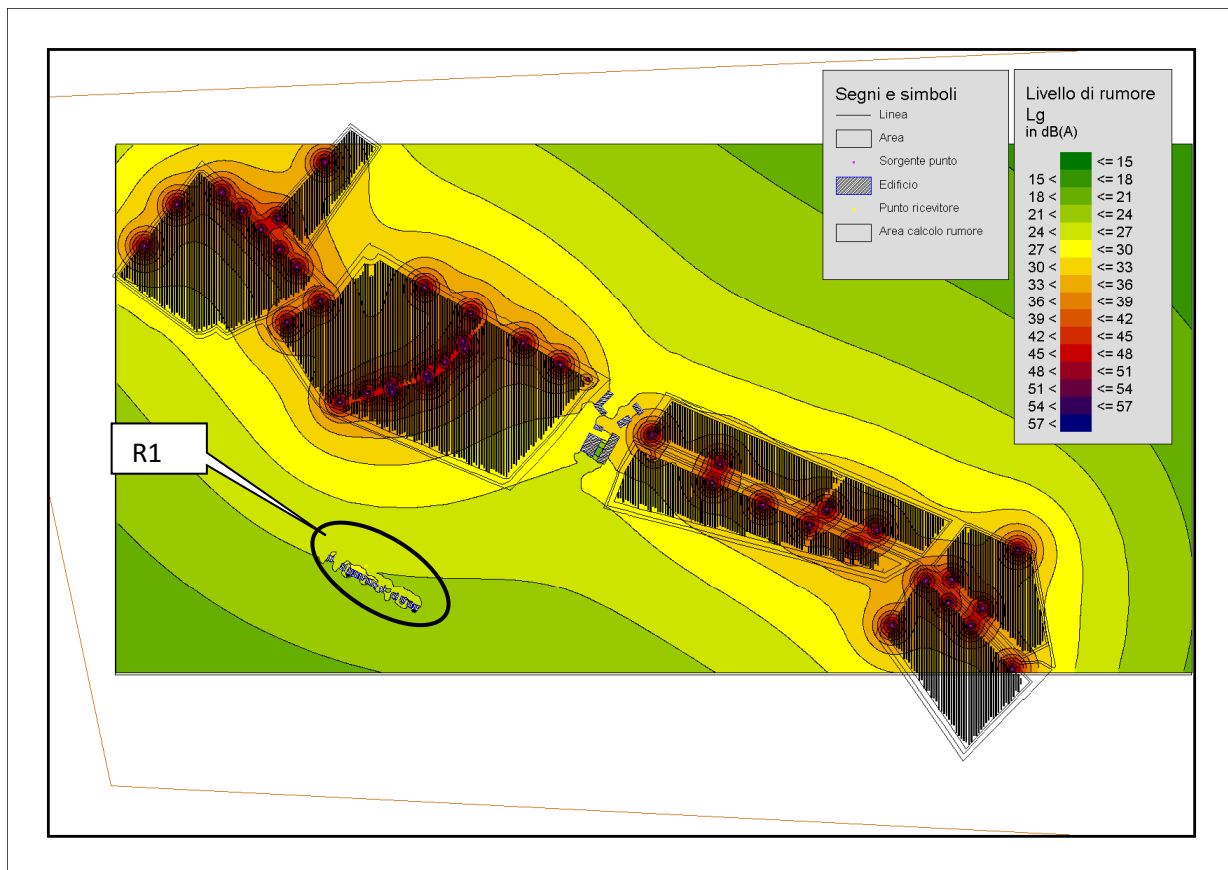 Segni e simboli
Linea
Area
Sorgente punto
Edificio
Punto ricevitore
Area calcolo rumore
Livello di rumore
Lg
in dB(A)
<= 15
15 < <= 18
18 < <= 21
21 < <= 24
24 < <= 27
27 < <= 30
30 < <= 33
33 < <= 36
36 < <= 39
39 < <= 42
42 < <= 45
45 < <= 48
48 < <= 51
51 < <= 54
54 < <= 57
57 <
R1